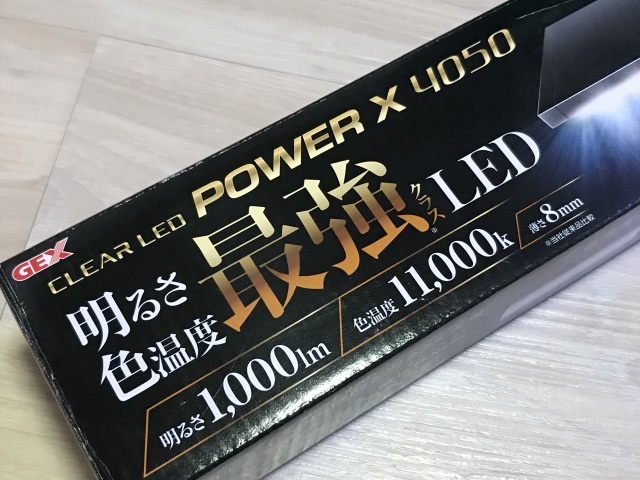 GEX
CLEAR LED POWER X 4050
明るさ
色温度
最強クラス※LED
明るさ1,000lm
色温度11,000k
薄さ8mm
※当社従来品比較